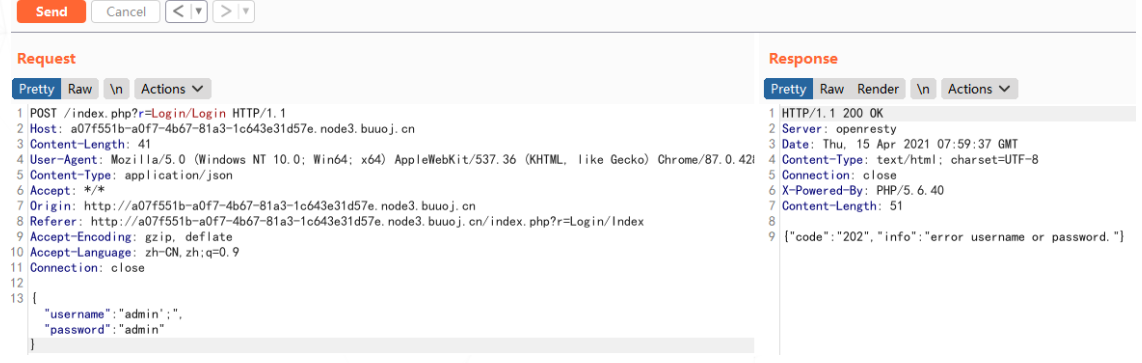 Send Cancel < >
Request
Pretty Raw \n Actions
1 POST /index.php?r=Login/Login HTTP/1.1
2 Host: a07f551b-a0f7-4b67-81a3-1c643e31d57e.node3.buuoj.cn
3 Content-Length: 41
4 User-Agent: Mozilla/5.0 (Windows NT 10.0; Win64; x64) AppleWebKit/537.36 (KHTML, like Gecko) Chrome/87.0.428
5 Content-Type: application/json
6 Accept: */*
7 Origin: http://a07f551b-a0f7-4b67-81a3-1c643e31d57e.node3.buuoj.cn
8 Referer: http://a07f551b-a0f7-4b67-81a3-1c643e31d57e.node3.buuoj.cn/index.php?r=Login/Index
9 Accept-Encoding: gzip, deflate
10 Accept-Language: zh-CN,zh;q=0.9
11 Connection: close
12
13 {
"username":"admin';",
"password":"admin"
}
Response
Pretty Raw Render \n Actions
1 HTTP/1.1 200 OK
2 Server: openresty
3 Date: Thu, 15 Apr 2021 07:59:37 GMT
4 Content-Type: text/html; charset=UTF-8
5 Connection: close
6 X-Powered-By: PHP/5.6.40
7 Content-Length: 51
8
9 {"code":"202","info":"error username or password."}